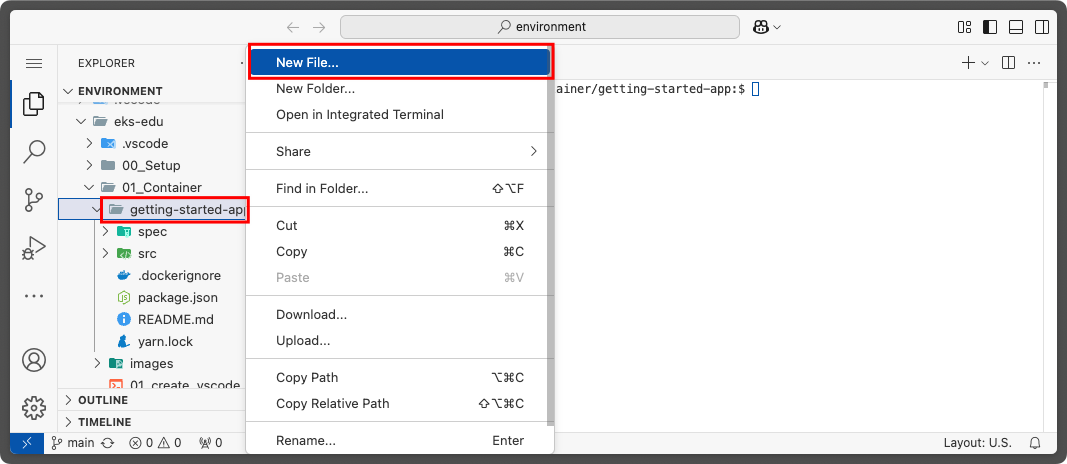 environment
EXPLORER
ENVIRONMENT
.vscode
eks-edu
.vscode
00_Setup
01_Container
getting-started-app
spec
src
.dockerignore
package.json
README.md
yarn.lock
images
01_create_vscode
OUTLINE
TIMELINE
New File...
New Folder...
Open in Integrated Terminal
Share
Find in Folder... ⇧⌥F
Cut ⌘X
Copy ⌘C
Paste ⌘V
Download...
Upload...
Copy Path ⌥⌘C
Copy Relative Path ⇧⌥⌘C
Rename... Enter
ainer/getting-started-app:$
main 0 0 0
Layout: U.S.